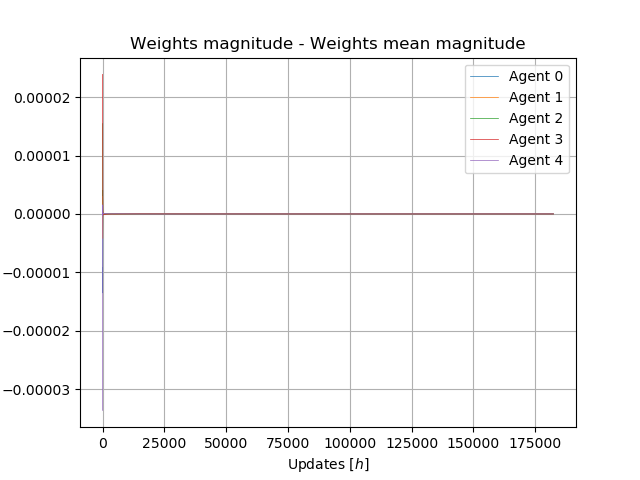 Weights magnitude - Weights mean magnitude
Agent 0
Agent 1
Agent 2
Agent 3
Agent 4
0.00002
0.00001
0.00000
−0.00001
−0.00002
−0.00003
0 25000 50000 75000 100000 125000 150000 175000
Updates [h]